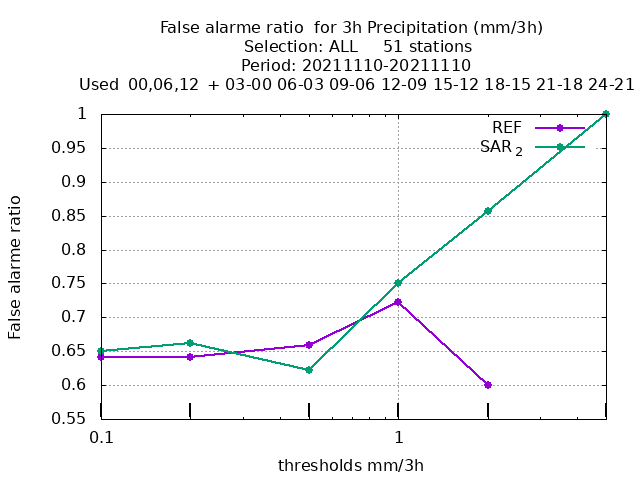 False alarme ratio  for 3h Precipitation (mm/3h)
Selection: ALL     51 stations
Period: 20211110-20211110
Used  00,06,12  + 03-00 06-03 09-06 12-09 15-12 18-15 21-18 24-21
REF
SAR 2
1
0.95
0.9
0.85
0.8
0.75
0.7
0.65
0.6
0.55
False alarme ratio
0.1
1
thresholds mm/3h